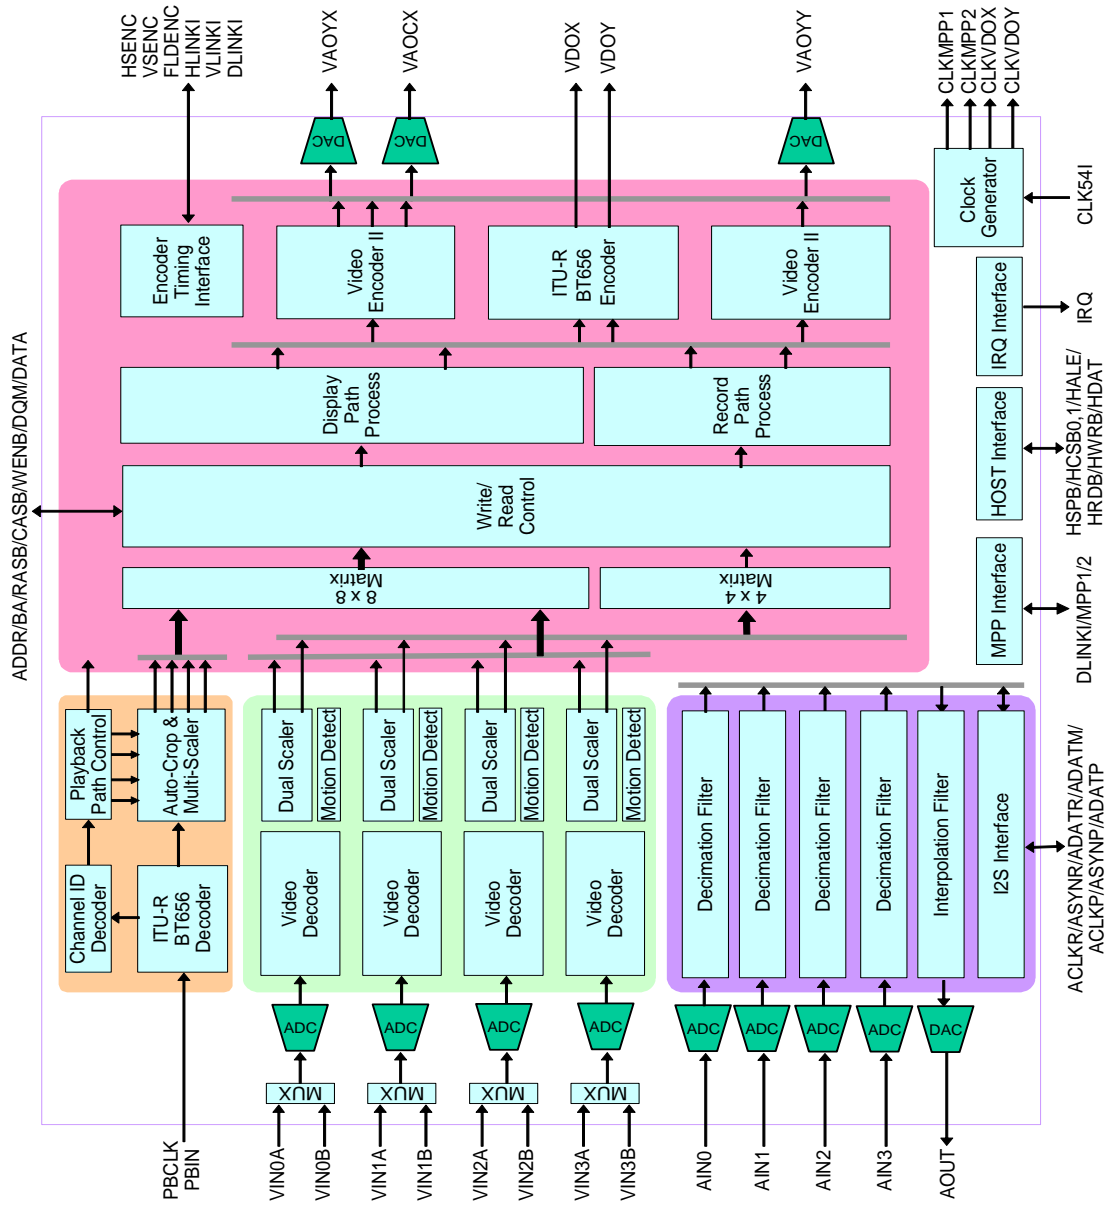 HSENC
VSENC
FLDENC
HLINKI
VLINKI
DLINKI
VAOYX
VAOCX
VDOX
VDOY
VAOYY
CLKMPP1
CLKMPP2
CLKVDOX
CLKVDOY
DAC
DAC
DAC
Encoder
Timing
Interface
Video
Encoder II
ITU-R
BT656
Encoder
Video
Encoder II
Clock
Generator
CLK54I
IRQ Interface
IRQ
Display
Path
Process
Record
Path
Process
HOST Interface
HSPB/HCSB0,1/HALE/
HRDB/HWRB/HDAT
ADDR/BA/RASB/CASB/WENB/DQM/DATA
Write/
Read Control
8 x 8
Matrix
4 x 4
Matrix
MPP Interface
DLINKI/MPP1/2
Playback
Path Control
Auto-Crop &
Multi-Scaler
Channel ID
Decoder
ITU-R
BT656
Decoder
Dual Scaler
Motion Detect
Dual Scaler
Motion Detect
Dual Scaler
Motion Detect
Dual Scaler
Motion Detect
Video
Decoder
Video
Decoder
Video
Decoder
Video
Decoder
Decimation Filter
Decimation Filter
Decimation Filter
Decimation Filter
Interpolation Filter
I2S Interface
ACLKR/ASYNR/ADATR/ADATM/
ACLKP/ASYNP/ADATP
ADC
ADC
ADC
ADC
ADC
ADC
ADC
ADC
DAC
MUX
MUX
MUX
MUX
PBCLK
PBIN
VIN0A
VIN0B
VIN1A
VIN1B
VIN2A
VIN2B
VIN3A
VIN3B
AIN0
AIN1
AIN2
AIN3
AOUT